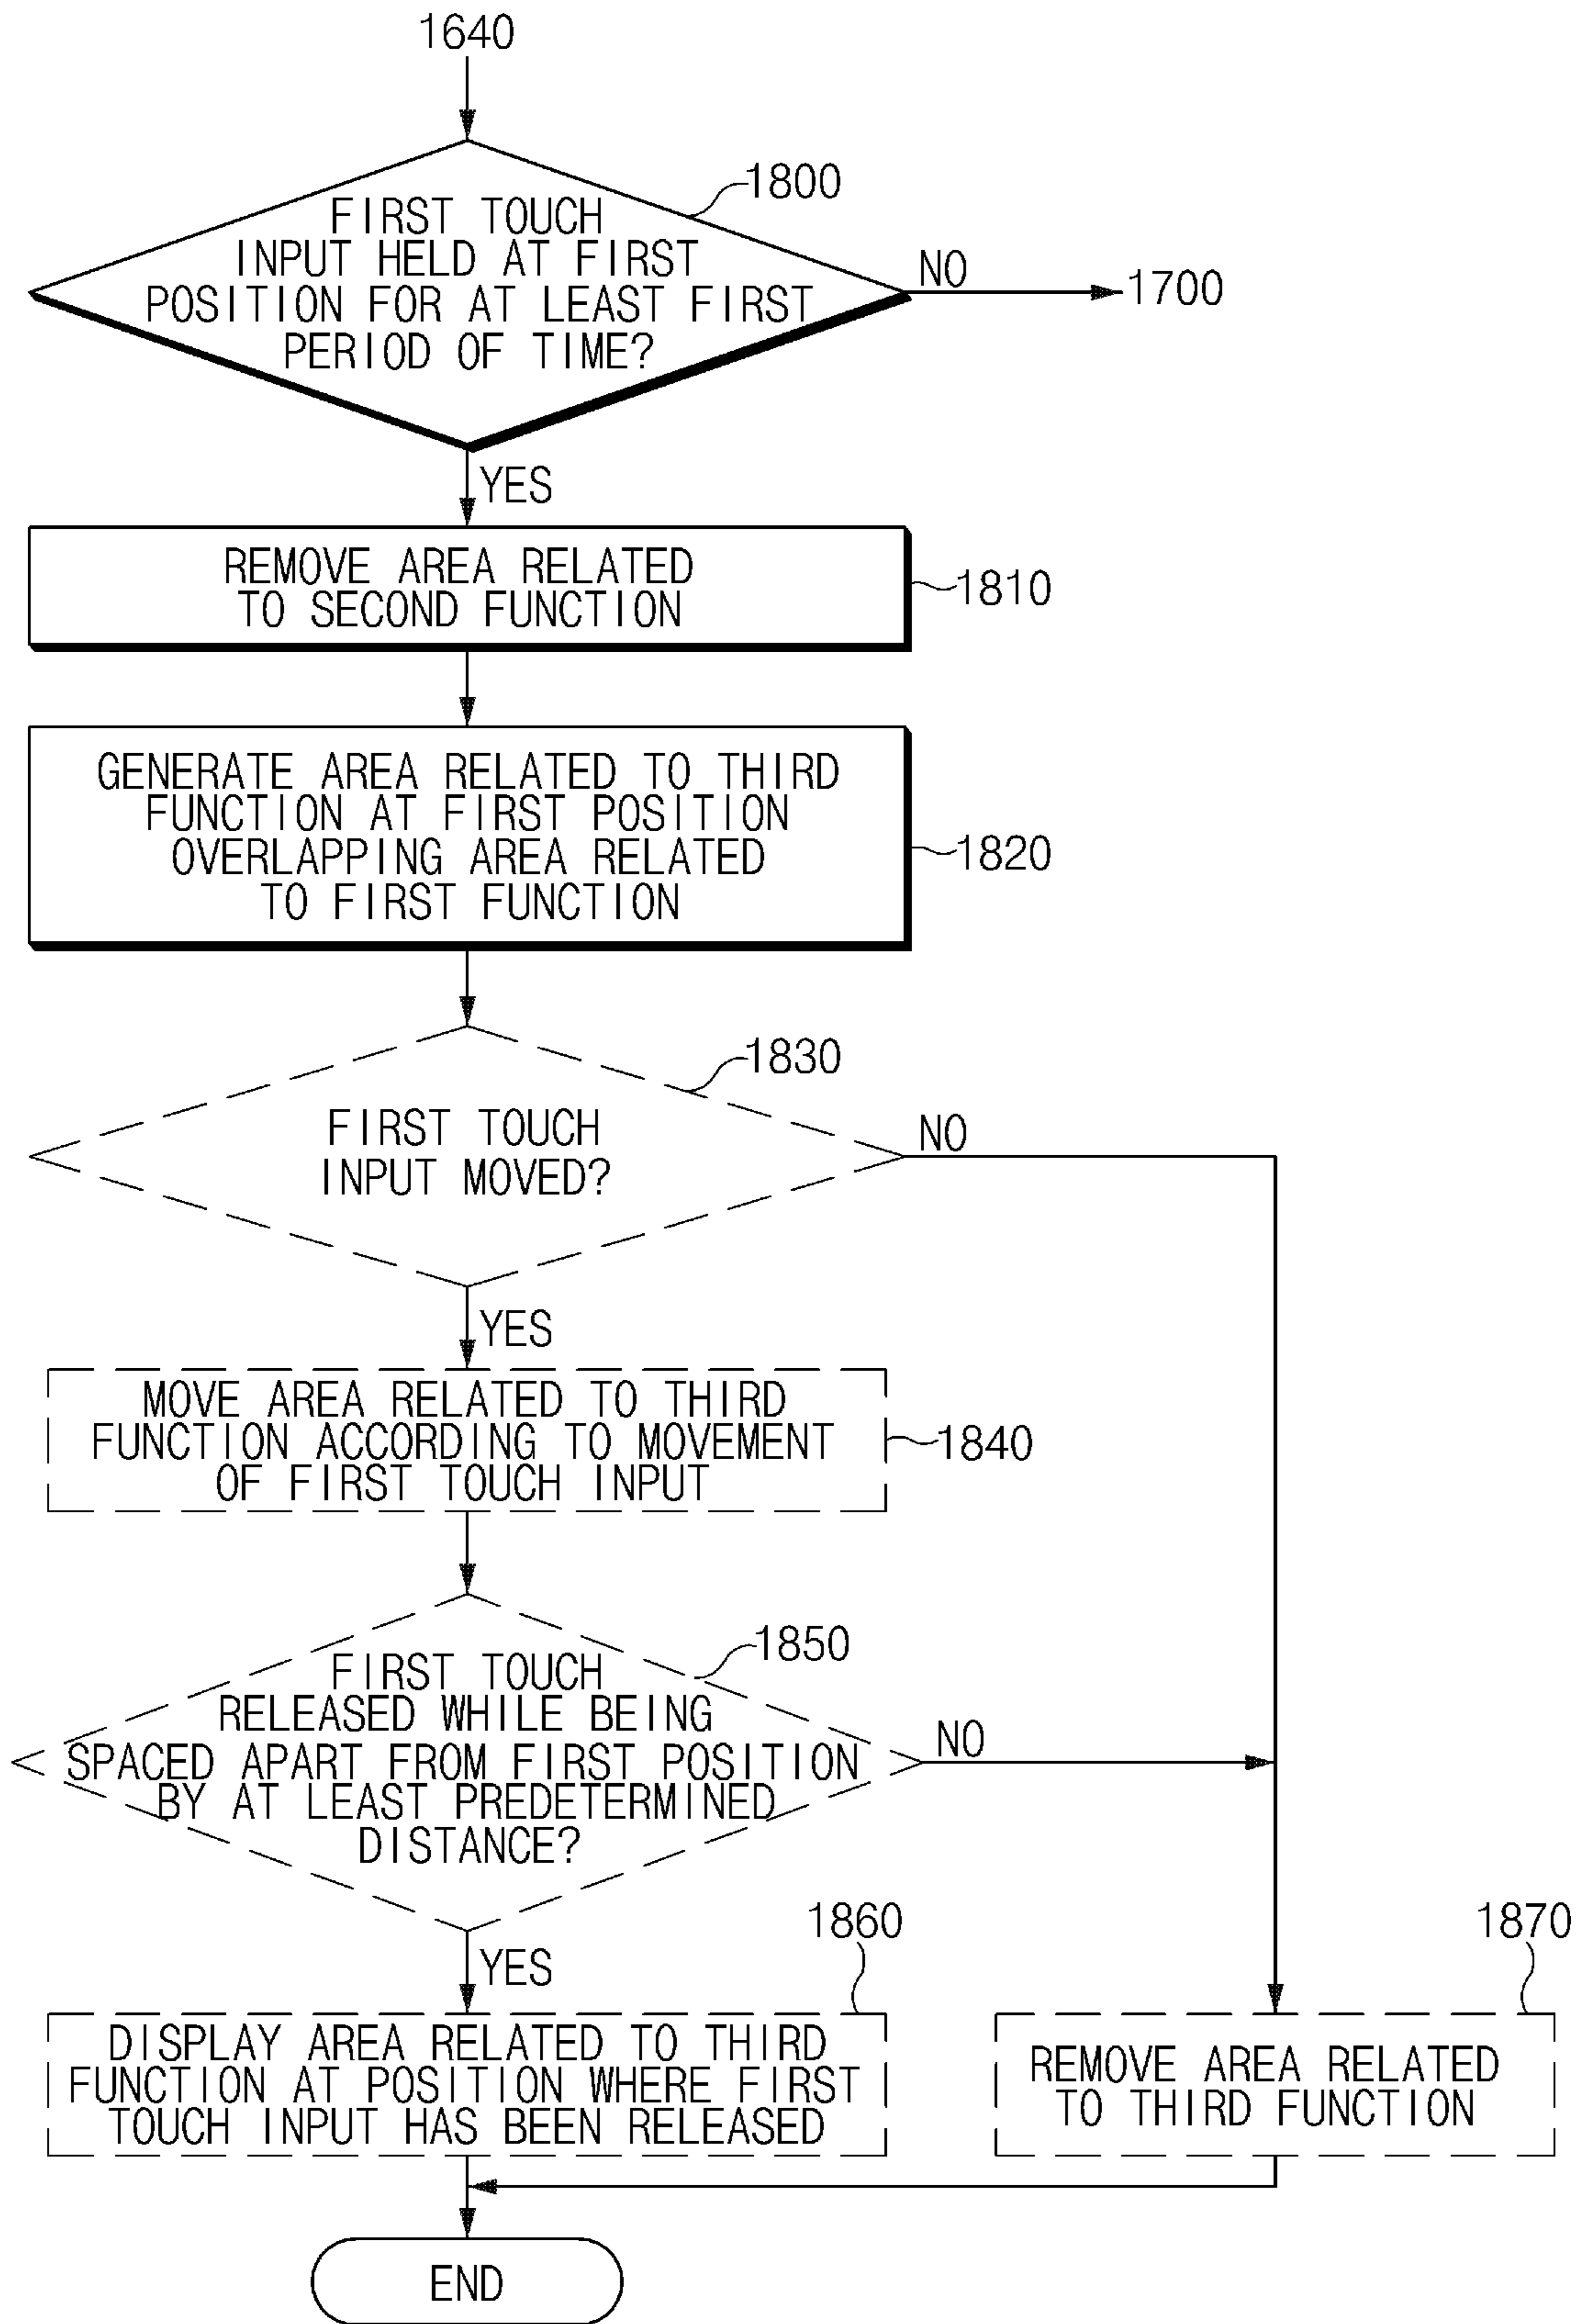 1640
1800
FIRST TOUCH
INPUT HELD AT FIRST
POSITION FOR AT LEAST FIRST
PERIOD OF TIME?
NO
1700
YES
REMOVE AREA RELATED
TO SECOND FUNCTION
1810
GENERATE AREA RELATED TO THIRD
FUNCTION AT FIRST POSITION
OVERLAPPING AREA RELATED
TO FIRST FUNCTION
1820
1830
FIRST TOUCH
INPUT MOVED?
NO
YES
MOVE AREA RELATED TO THIRD
FUNCTION ACCORDING TO MOVEMENT
OF FIRST TOUCH INPUT
1840
1850
FIRST TOUCH
RELEASED WHILE BEING
SPACED APART FROM FIRST POSITION
BY AT LEAST PREDETERMINED
DISTANCE?
NO
YES
1860
DISPLAY AREA RELATED TO THIRD
FUNCTION AT POSITION WHERE FIRST
TOUCH INPUT HAS BEEN RELEASED
1870
REMOVE AREA RELATED
TO THIRD FUNCTION
END